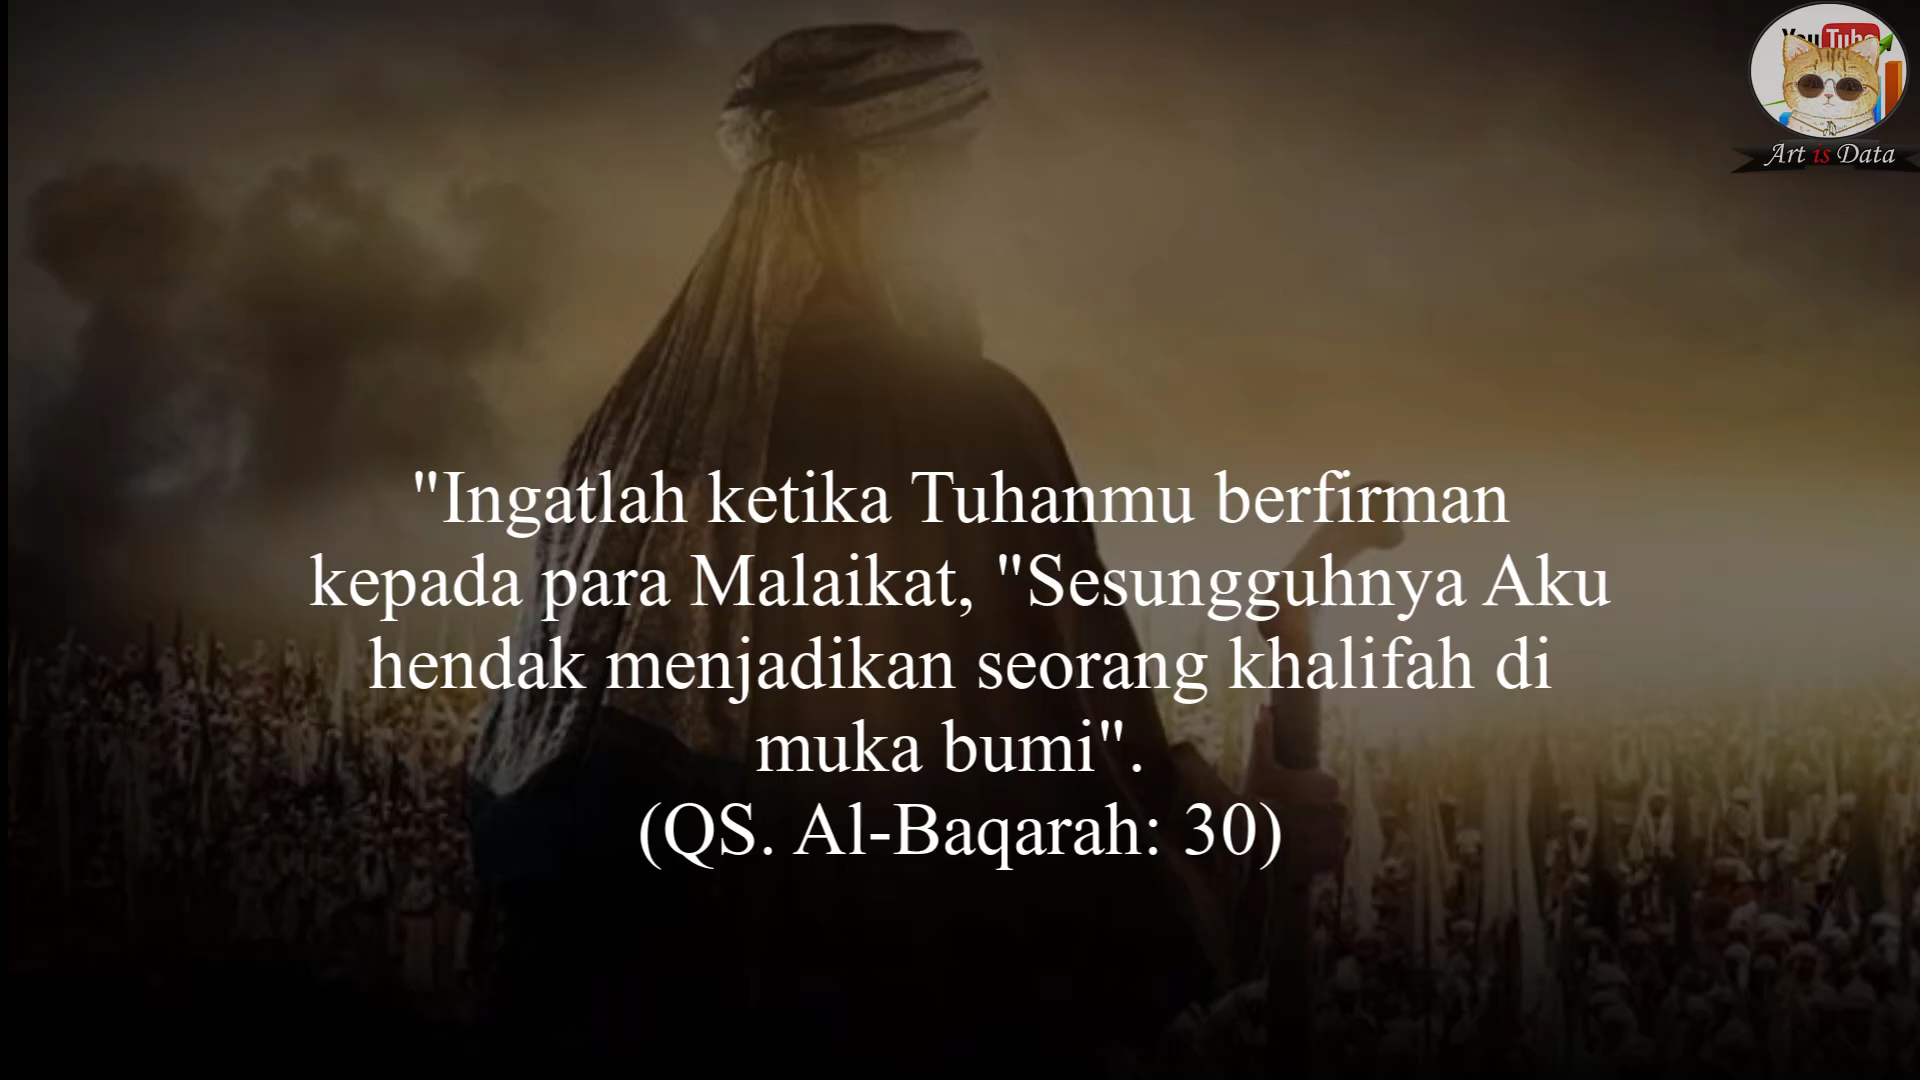 "Ingatlah ketika Tuhanmu berfirman
kepada para Malaikat, "Sesungguhnya Aku
hendak menjadikan seorang khalifah di
muka bumi".
(QS. Al-Baqarah: 30)
YouTube
Art is Data